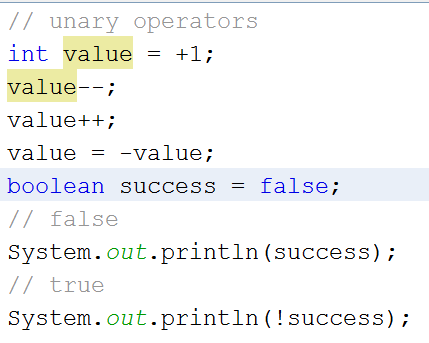 // unary operators
int value = +1;
value--;
value++;
value = -value;
boolean success = false;
// false
System.out.println(success);
// true
System.out.println(!success);